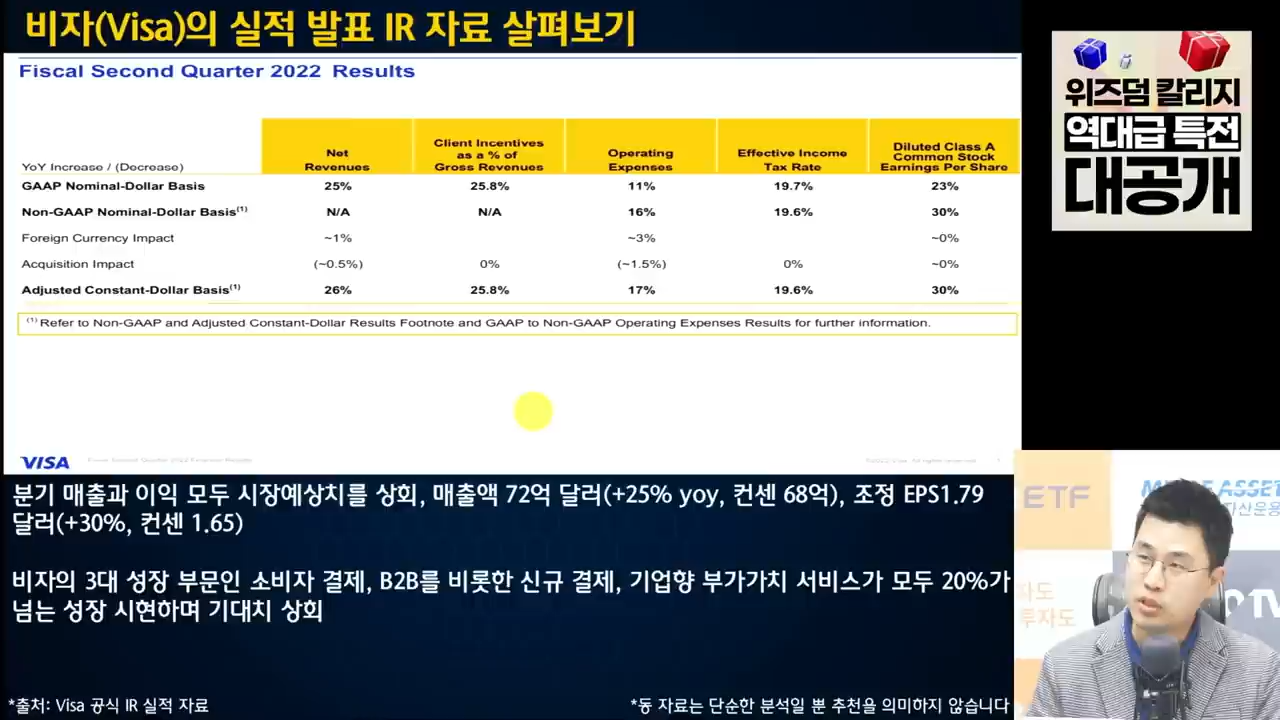 비자(Visa)의 실적 발표 IR 자료 살펴보기
Fiscal Second Quarter 2022 Results
YoY Increase / (Decrease)
Net
Revenues
Client Incentives
as a % of
Gross Revenues
Operating
Expenses
Effective Income
Tax Rate
Diluted Class A
Common Stock
Earnings Per Share
GAAP Nominal-Dollar Basis 25% 25.8% 11% 19.7% 23%
Non-GAAP Nominal-Dollar Basis(1) N/A N/A 16% 19.6% 30%
Foreign Currency Impact ~1% ~3% ~0%
Acquisition Impact (~0.5%) 0% (~1.5%) 0% ~0%
Adjusted Constant-Dollar Basis(1) 26% 25.8% 17% 19.6% 30%
(1) Refer to Non-GAAP and Adjusted Constant-Dollar Results Footnote and GAAP to Non-GAAP Operating Expenses Results for further information.
VISA
분기 매출과 이익 모두 시장예상치를 상회, 매출액 72억 달러(+25% yoy, 컨센 68억), 조정 EPS1.79
달러(+30%, 컨센 1.65)
비자의 3대 성장 부문인 소비자 결제, B2B를 비롯한 신규 결제, 기업향 부가가치 서비스가 모두 20%가
넘는 성장 시현하며 기대치 상회
*출처: Visa 공식 IR 실적 자료
*동 자료는 단순한 분석일 뿐 추천을 의미하지 않습니다
위즈덤 칼리지
역대급 특전
대공개
ETF
자산운용
투자도